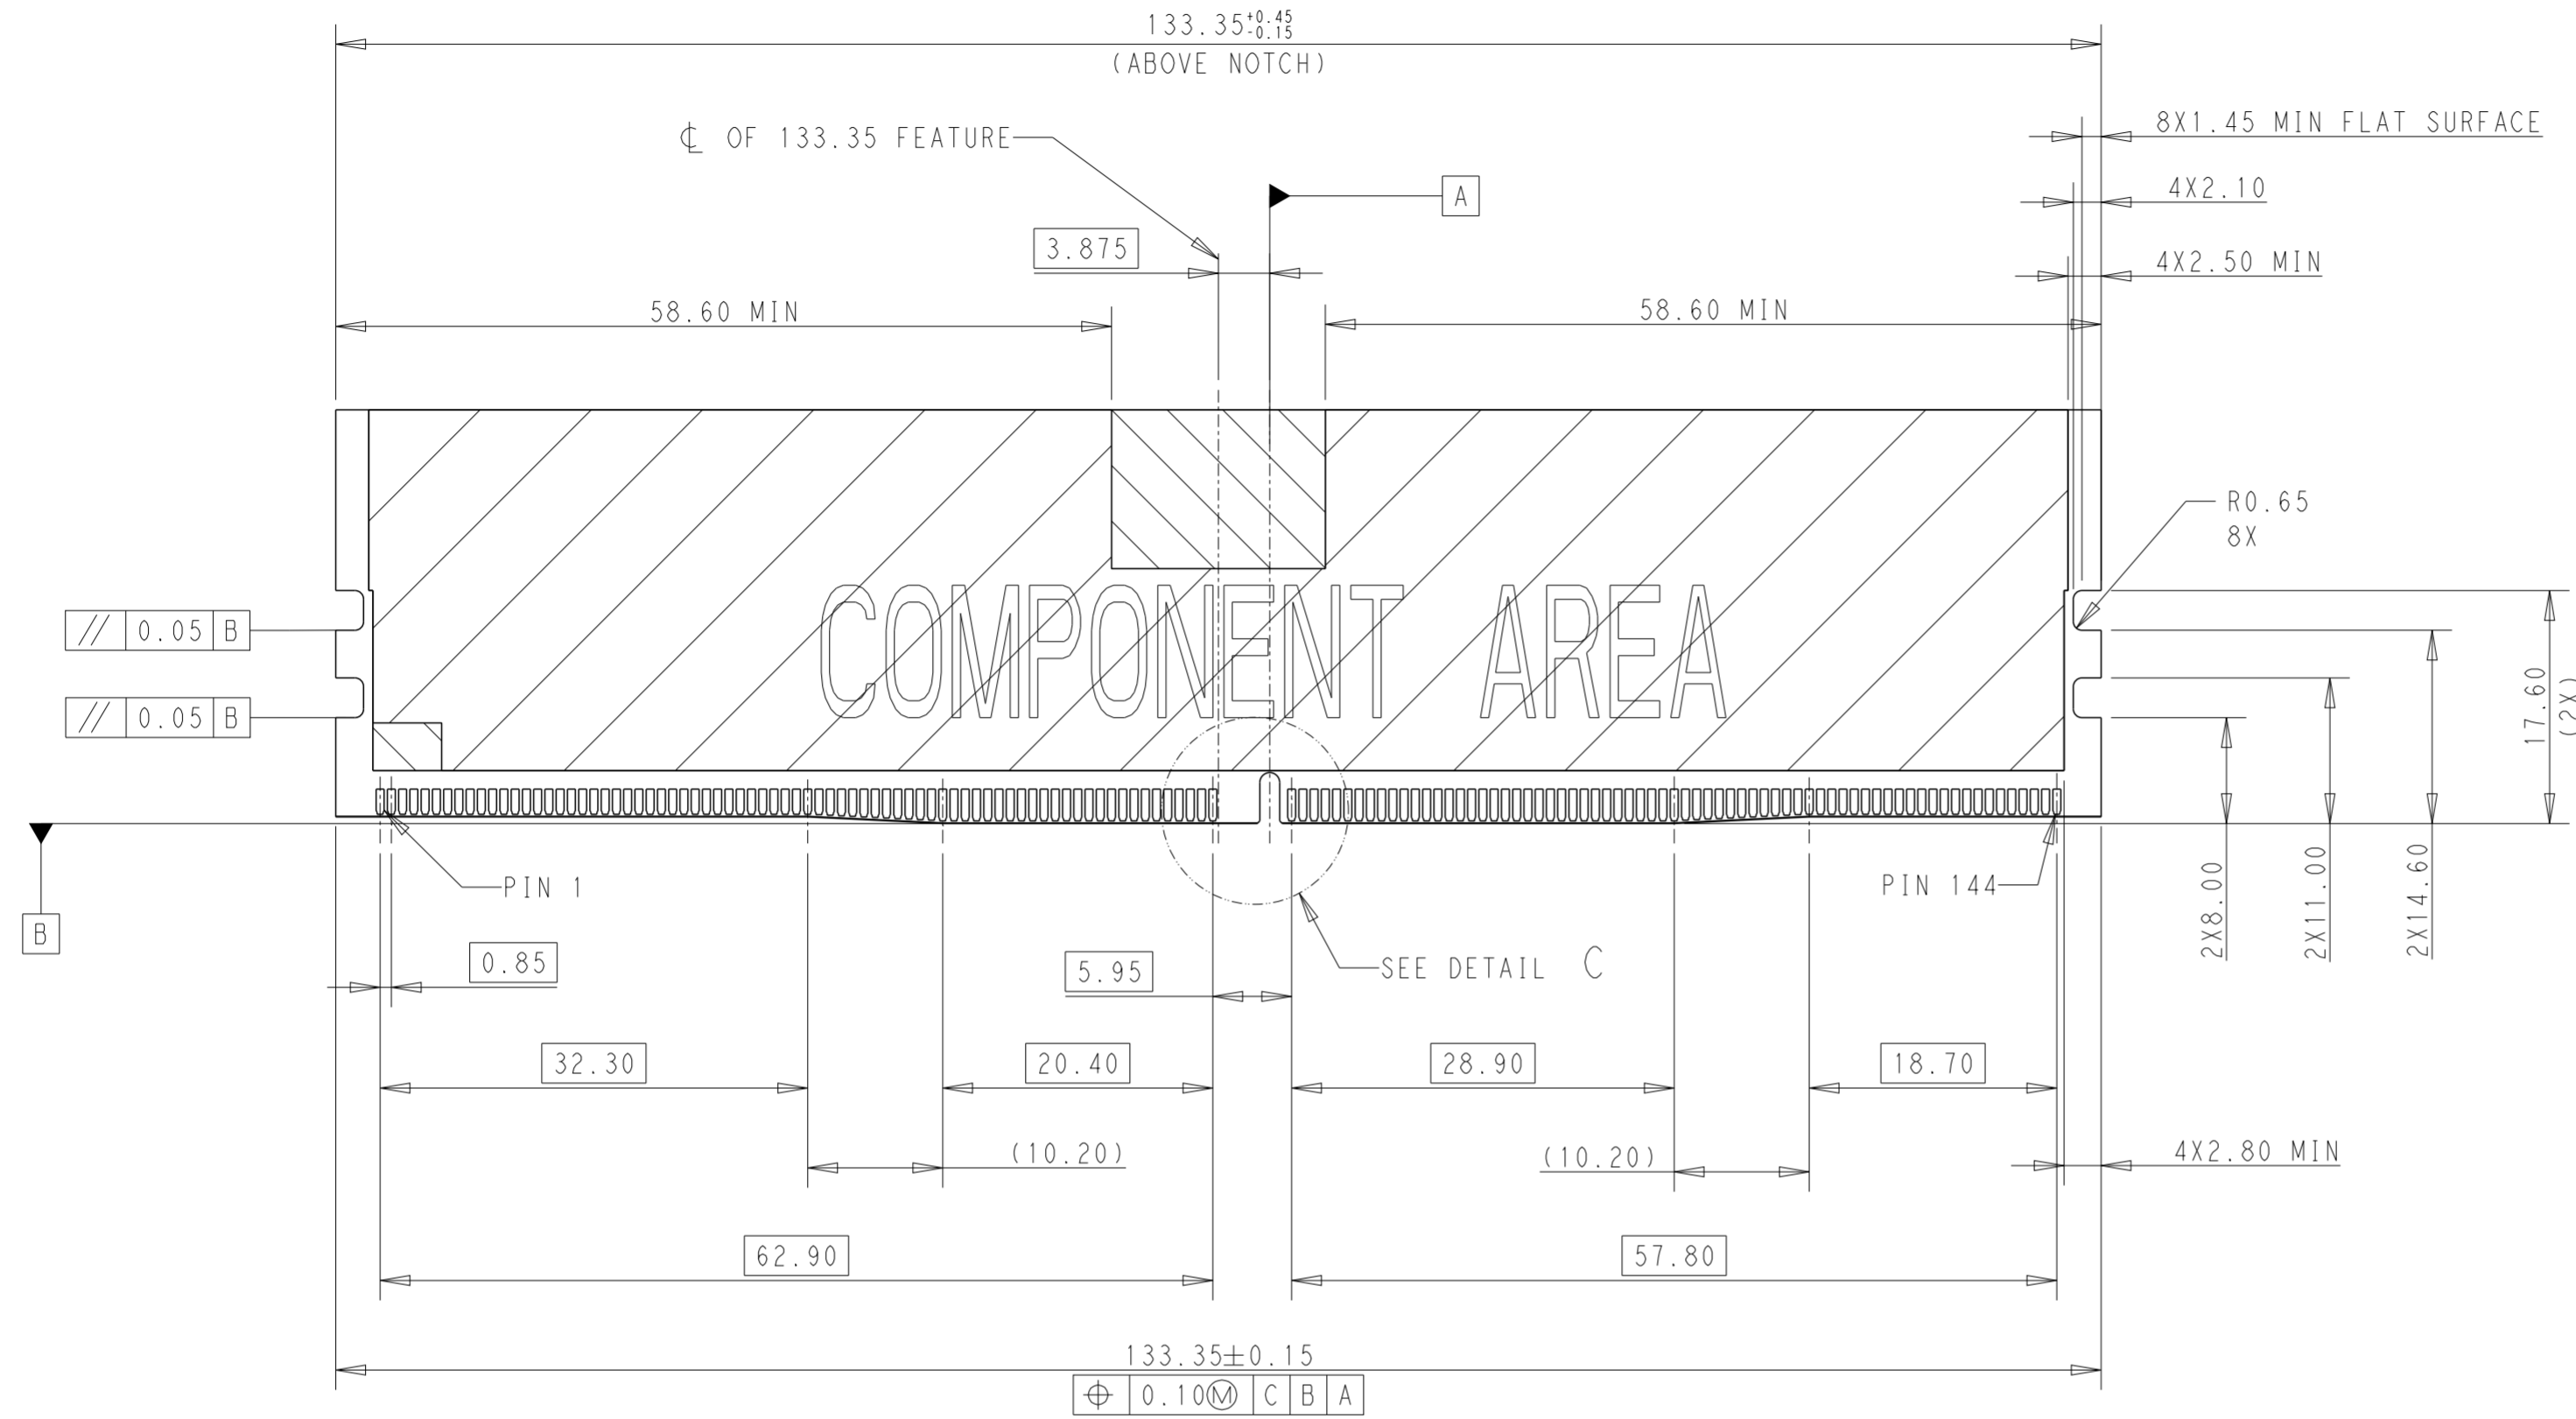 133.35+0.45
-0.15
(ABOVE NOTCH)
℄ OF 133.35 FEATURE
8X1.45 MIN FLAT SURFACE
A
4X2.10
3.875
4X2.50 MIN
58.60 MIN
58.60 MIN
R0.65
8X
COMPONENT AREA
// 0.05 B
// 0.05 B
17.60
(2X)
2X8.00
2X11.00
2X14.60
PIN 1
PIN 144
B
0.85
5.95
SEE DETAIL C
32.30
20.40
28.90
18.70
(10.20)
(10.20)
4X2.80 MIN
62.90
57.80
133.35±0.15
⌖ 0.10Ⓜ C B A